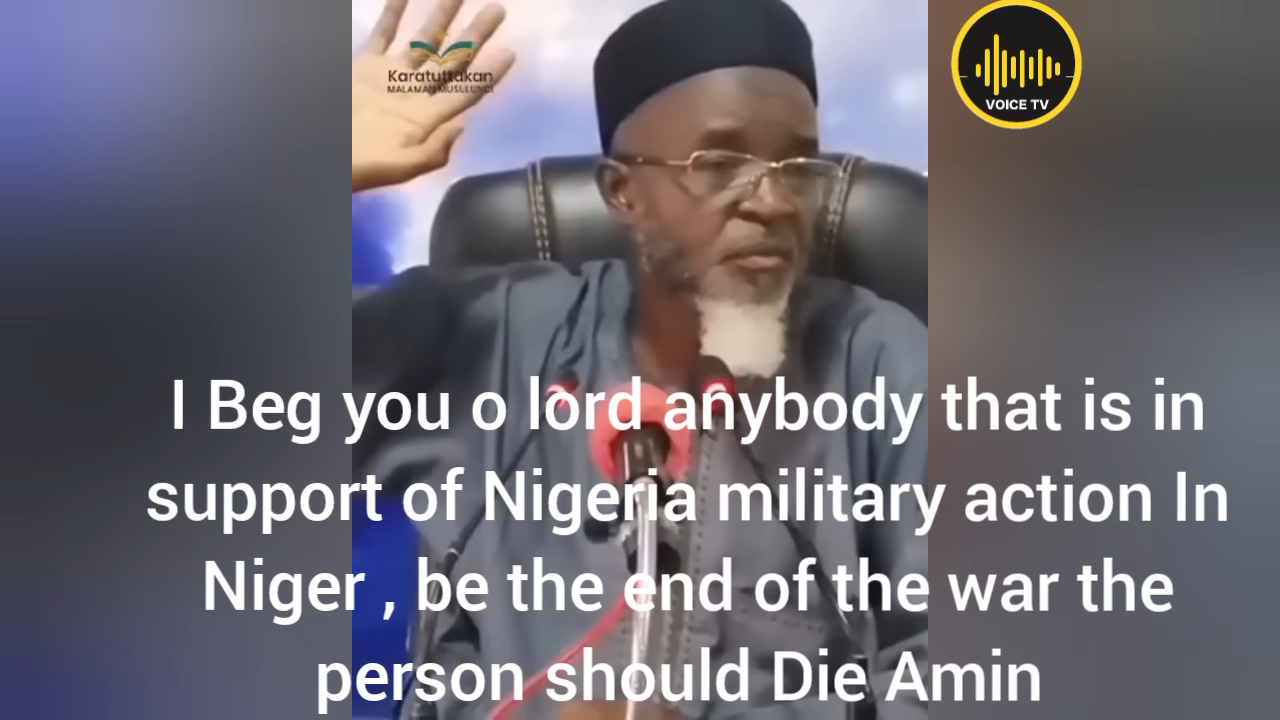 Karatuttukan
MALAMAN MUSULUNCI
VOICE TV
I Beg you o lord anybody that is in
support of Nigeria military action In
Niger , be the end of the war the
person should Die Amin